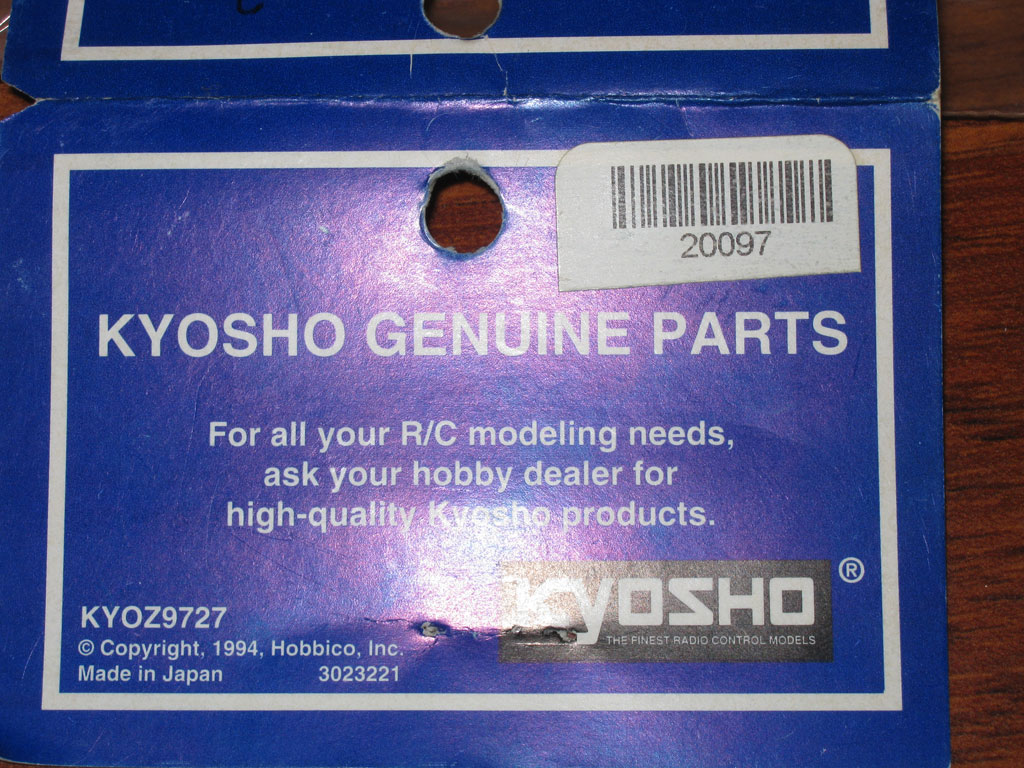 20097
KYOSHO GENUINE PARTS
For all your R/C modeling needs,
ask your hobby dealer for
high-quality Kyosho products.
KYOSHO ®
THE FINEST RADIO CONTROL MODELS
KYOZ9727
© Copyright, 1994, Hobbico, Inc.
Made in Japan 3023221